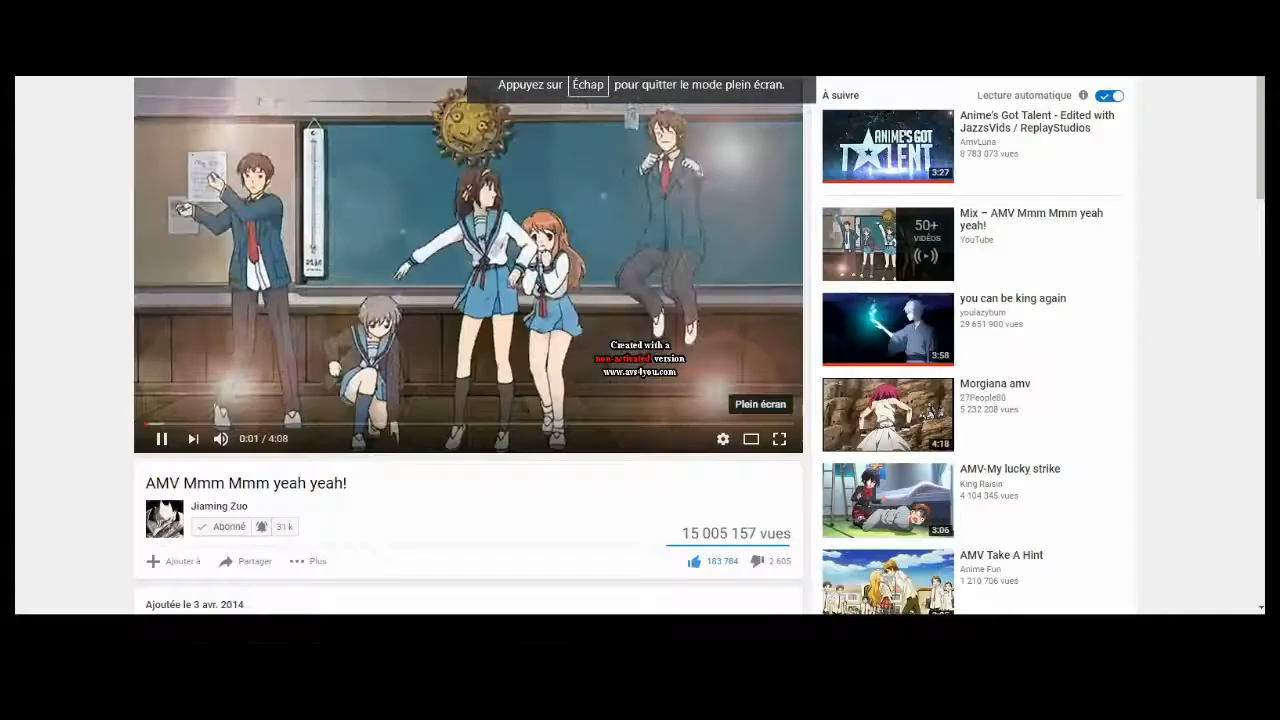 Appuyez sur Échap pour quitter le mode plein écran.
Created with a
non-activated version
www.avs4you.com
Plein écran
0:01 / 4:08
AMV Mmm Mmm yeah yeah!
Jiaming Zuo
Abonné 31 k
15 005 157 vues
Ajouter à Partager Plus
183 784 2 605
Ajoutée le 3 avr. 2014
À suivre
Lecture automatique
ANIME'S GOT
TALENT
3:27
Anime's Got Talent - Edited with
JazzsVids / ReplayStudios
AmvLuna
8 783 073 vues
50+
VIDÉOS
Mix – AMV Mmm Mmm yeah
yeah!
YouTube
3:58
you can be king again
youlazybum
29 651 900 vues
4:18
Morgiana amv
27People80
5 232 208 vues
3:06
AMV-My lucky strike
King Raisin
4 104 345 vues
AMV Take A Hint
Anime Fun
1 210 706 vues